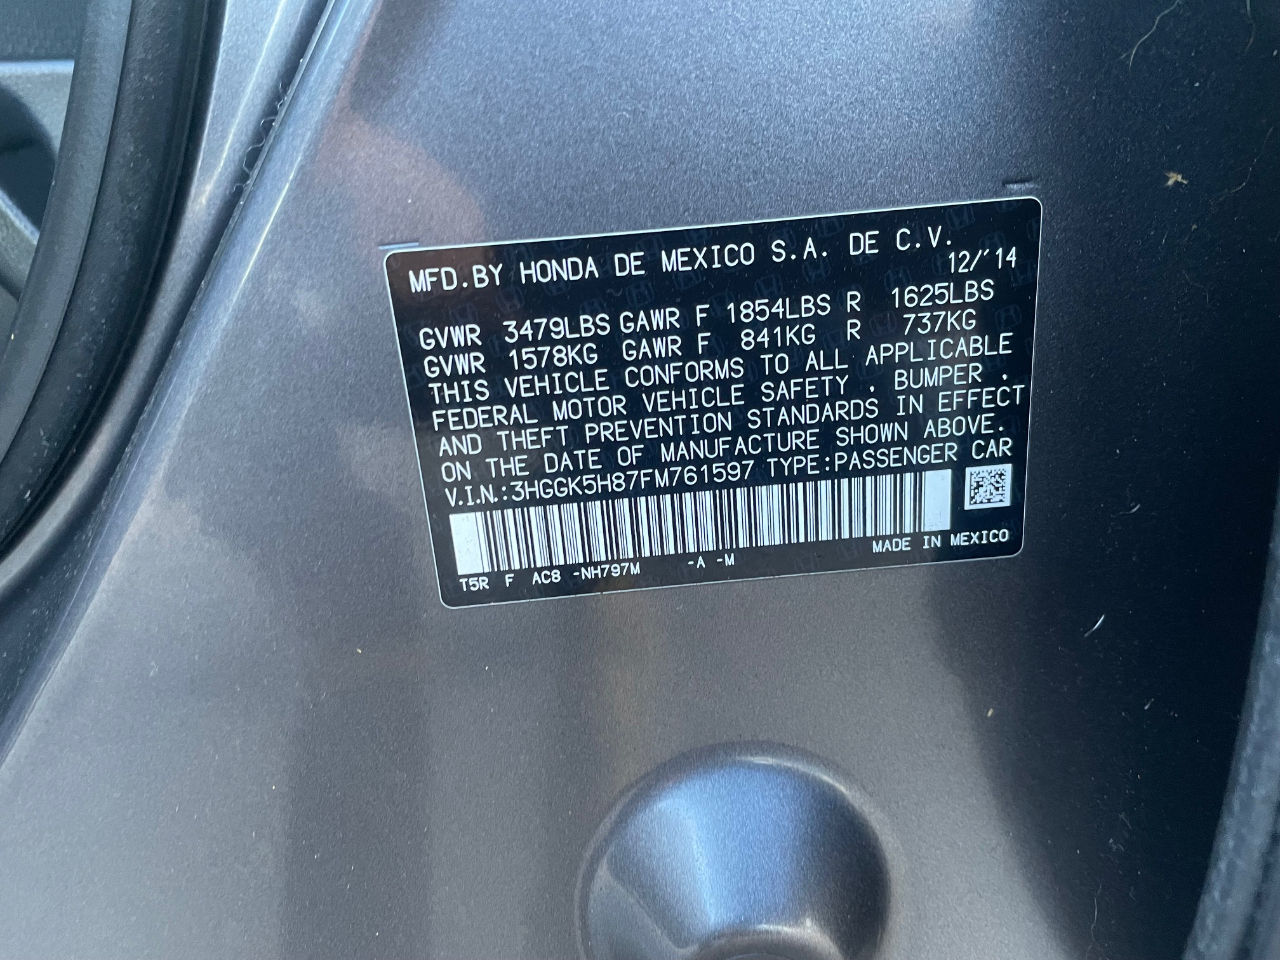 MFD.BY HONDA DE MEXICO S.A. DE C.V.
12/'14
GVWR 3479LBS GAWR F 1854LBS R 1625LBS
GVWR 1578KG GAWR F 841KG R 737KG
THIS VEHICLE CONFORMS TO ALL APPLICABLE
FEDERAL MOTOR VEHICLE SAFETY , BUMPER ,
AND THEFT PREVENTION STANDARDS IN EFFECT
ON THE DATE OF MANUFACTURE SHOWN ABOVE.
V.I.N.:3HGGK5H87FM761597 TYPE:PASSENGER CAR
T5R F AC8 -NH797M -A -M MADE IN MEXICO